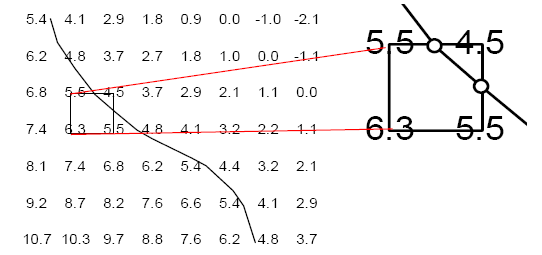 5.4 4.1 2.9 1.8 0.9 0.0 -1.0 -2.1
6.2 4.8 3.7 2.7 1.8 1.0 0.0 -1.1
6.8 5.5 4.5 3.7 2.9 2.1 1.1 0.0
7.4 6.3 5.5 4.8 4.1 3.2 2.2 1.1
8.1 7.4 6.8 6.2 5.4 4.4 3.2 2.1
9.2 8.7 8.2 7.6 6.6 5.4 4.1 2.9
10.7 10.3 9.7 8.8 7.6 6.2 4.8 3.7
5.5 4.5
6.3 5.5